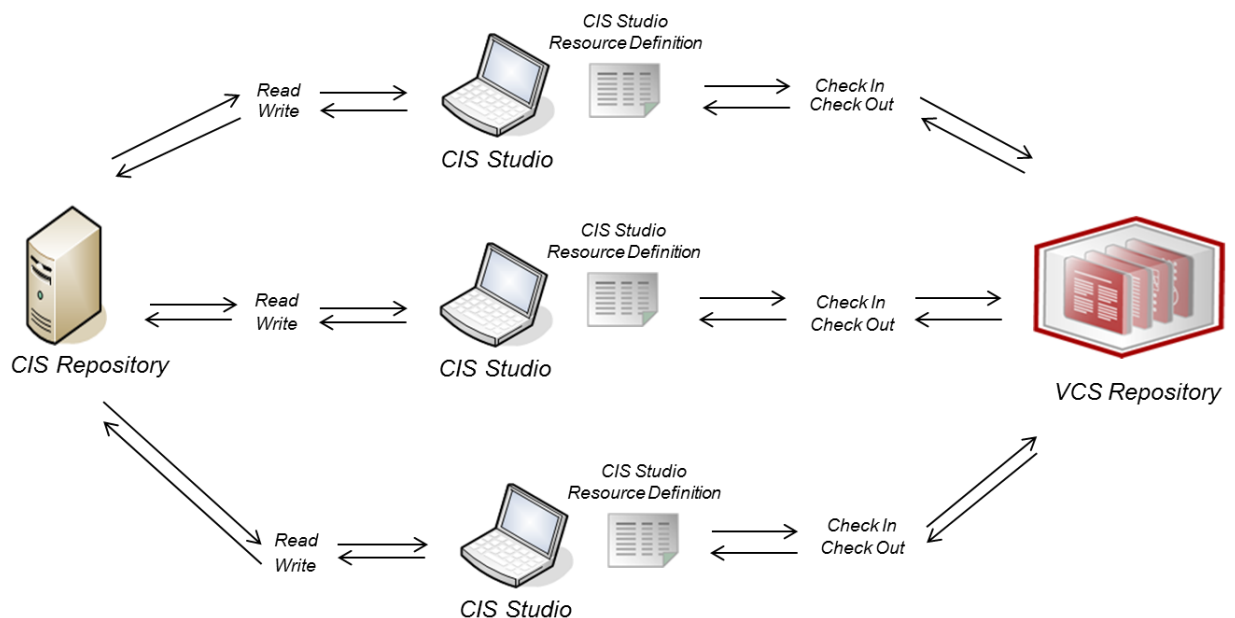 CIS Studio
Resource Definition
Read
Write
Check In
Check Out
CIS Studio
CIS Studio
Resource Definition
Read
Write
Check In
Check Out
CIS Repository
CIS Studio
VCS Repository
CIS Studio
Resource Definition
Read
Write
Check In
Check Out
CIS Studio